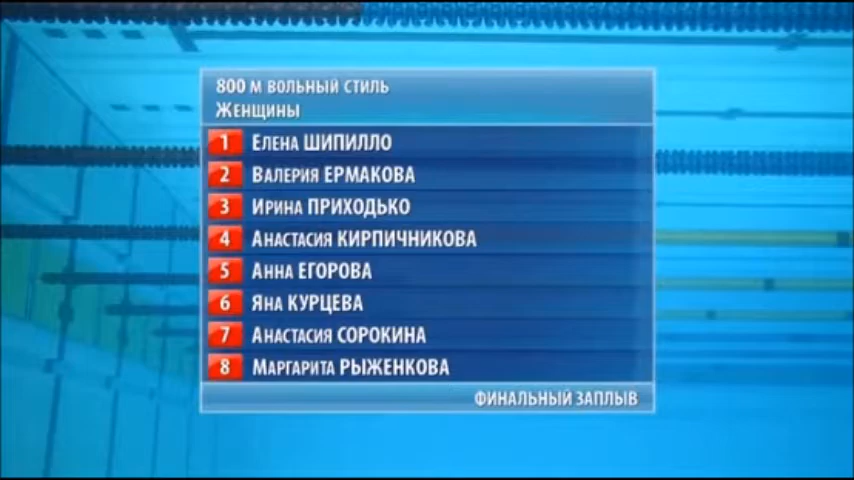 800 м вольный стиль
Женщины
1 Елена ШИПИЛЛО
2 Валерия ЕРМАКОВА
3 Ирина ПРИХОДЬКО
4 Анастасия КИРПИЧНИКОВА
5 Анна ЕГОРОВА
6 Яна КУРЦЕВА
7 Анастасия СОРОКИНА
8 Маргарита РЫЖЕНКОВА
ФИНАЛЬНЫЙ ЗАПЛЫВ